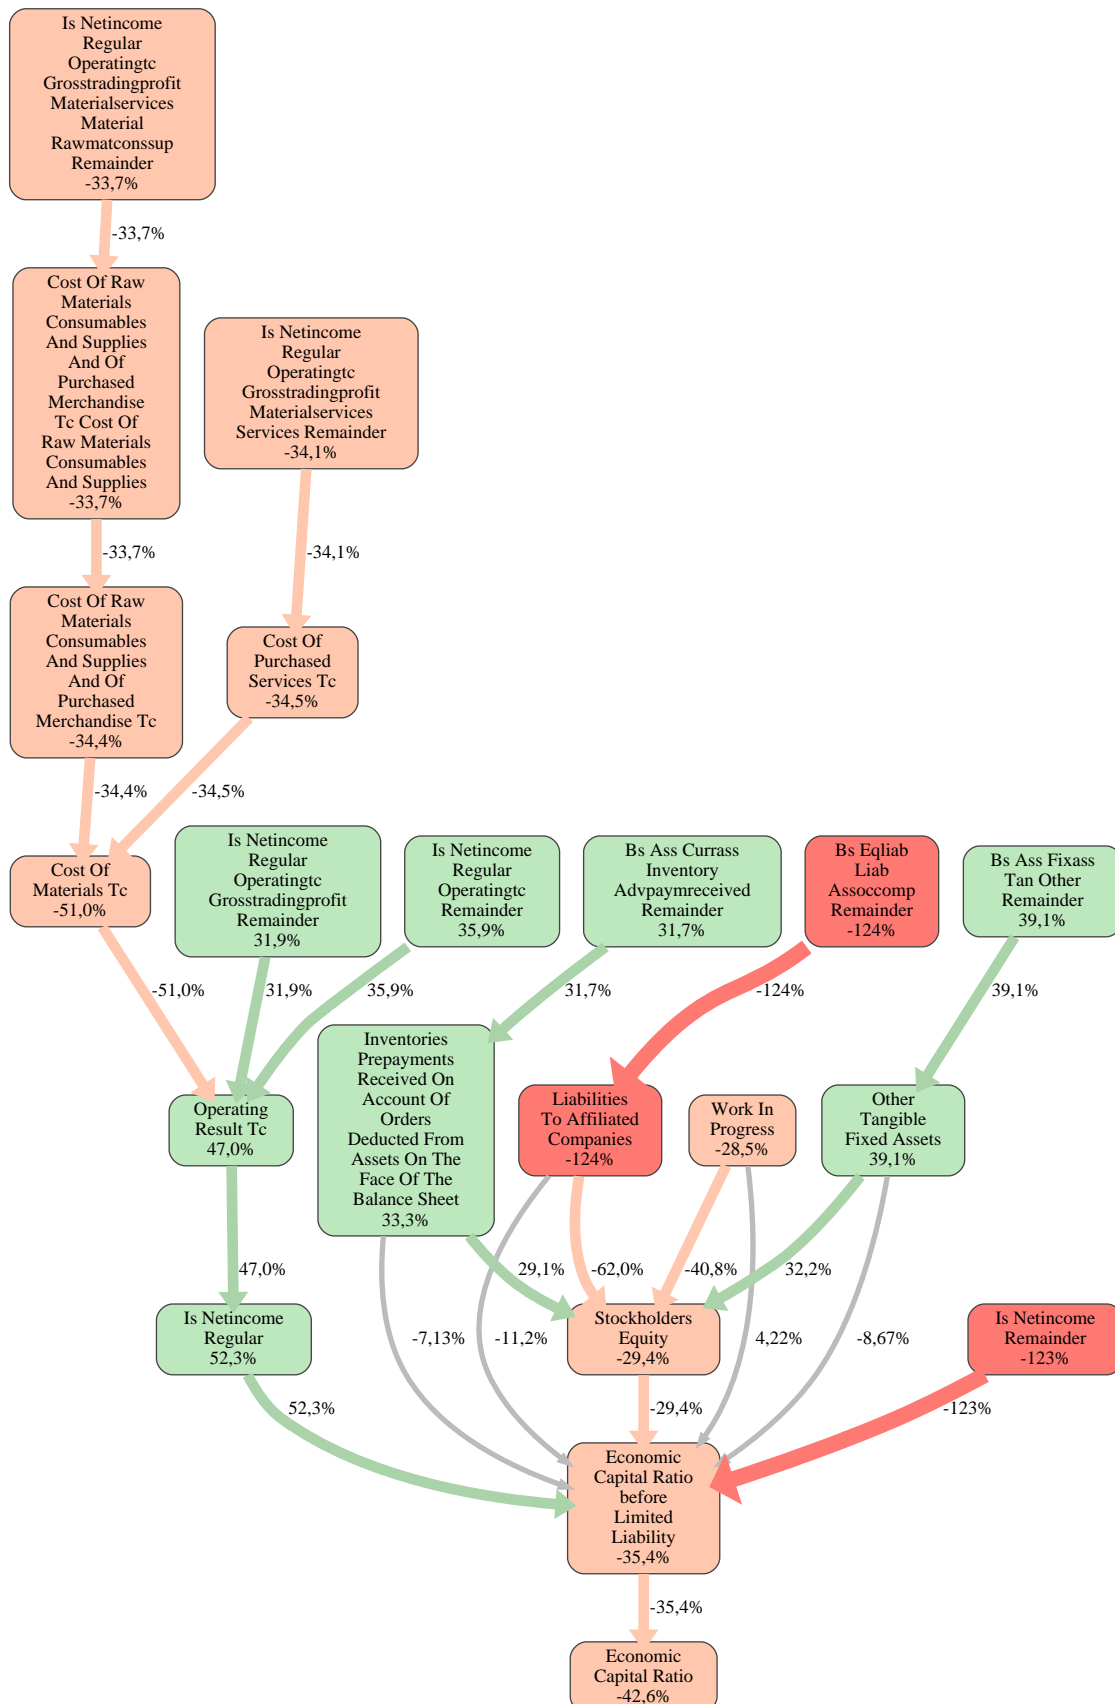 Is Netincome
Regular
Operatingtc
Grosstradingprofit
Materialservices
Material
Rawmatconssup
Remainder
-33,7%
-33,7%
Cost Of Raw
Materials
Consumables
And Supplies
And Of
Purchased
Merchandise
Tc Cost Of
Raw Materials
Consumables
And Supplies
-33,7%
Is Netincome
Regular
Operatingtc
Grosstradingprofit
Materialservices
Services Remainder
-34,1%
-33,7%
-34,1%
Cost Of Raw
Materials
Consumables
And Supplies
And Of
Purchased
Merchandise Tc
-34,4%
Cost Of
Purchased
Services Tc
-34,5%
-34,4%
-34,5%
Cost Of
Materials Tc
-51,0%
Is Netincome
Regular
Operatingtc
Grosstradingprofit
Remainder
31,9%
Is Netincome
Regular
Operatingtc
Remainder
35,9%
Bs Ass Currass
Inventory
Advpaymreceived
Remainder
31,7%
Bs Eqliab
Liab
Assoccomp
Remainder
-124%
Bs Ass Fixass
Tan Other
Remainder
39,1%
-51,0%
31,9%
35,9%
31,7%
-124%
39,1%
Operating
Result Tc
47,0%
Inventories
Prepayments
Received On
Account Of
Orders
Deducted From
Assets On The
Face Of The
Balance Sheet
33,3%
Liabilities
To Affiliated
Companies
-124%
Work In
Progress
-28,5%
Other
Tangible
Fixed Assets
39,1%
47,0%
29,1%
-62,0%
-40,8%
32,2%
Is Netincome
Regular
52,3%
-7,13%
-11,2%
Stockholders
Equity
-29,4%
4,22%
-8,67%
Is Netincome
Remainder
-123%
52,3%
-29,4%
-123%
Economic
Capital Ratio
before
Limited
Liability
-35,4%
-35,4%
Economic
Capital Ratio
-42,6%